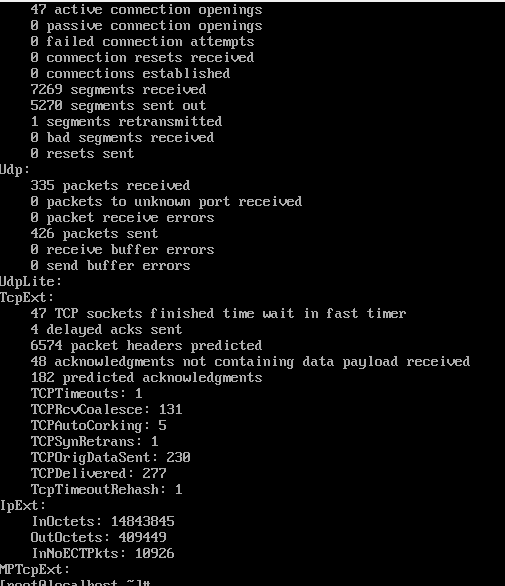 47 active connection openings
0 passive connection openings
0 failed connection attempts
0 connection resets received
0 connections established
7269 segments received
5270 segments sent out
1 segments retransmitted
0 bad segments received
0 resets sent
Udp:
335 packets received
0 packets to unknown port received
0 packet receive errors
426 packets sent
0 receive buffer errors
0 send buffer errors
UdpLite:
TcpExt:
47 TCP sockets finished time wait in fast timer
4 delayed acks sent
6574 packet headers predicted
48 acknowledgments not containing data payload received
182 predicted acknowledgments
TCPTimeouts: 1
TCPRcvCoalesce: 131
TCPAutoCorking: 5
TCPSynRetrans: 1
TCPOrigDataSent: 230
TCPDelivered: 277
TcpTimeoutRehash: 1
IpExt:
InOctets: 14843845
OutOctets: 409449
InNoECTPkts: 10926
MPTcpExt:
[root@localhost ~]#